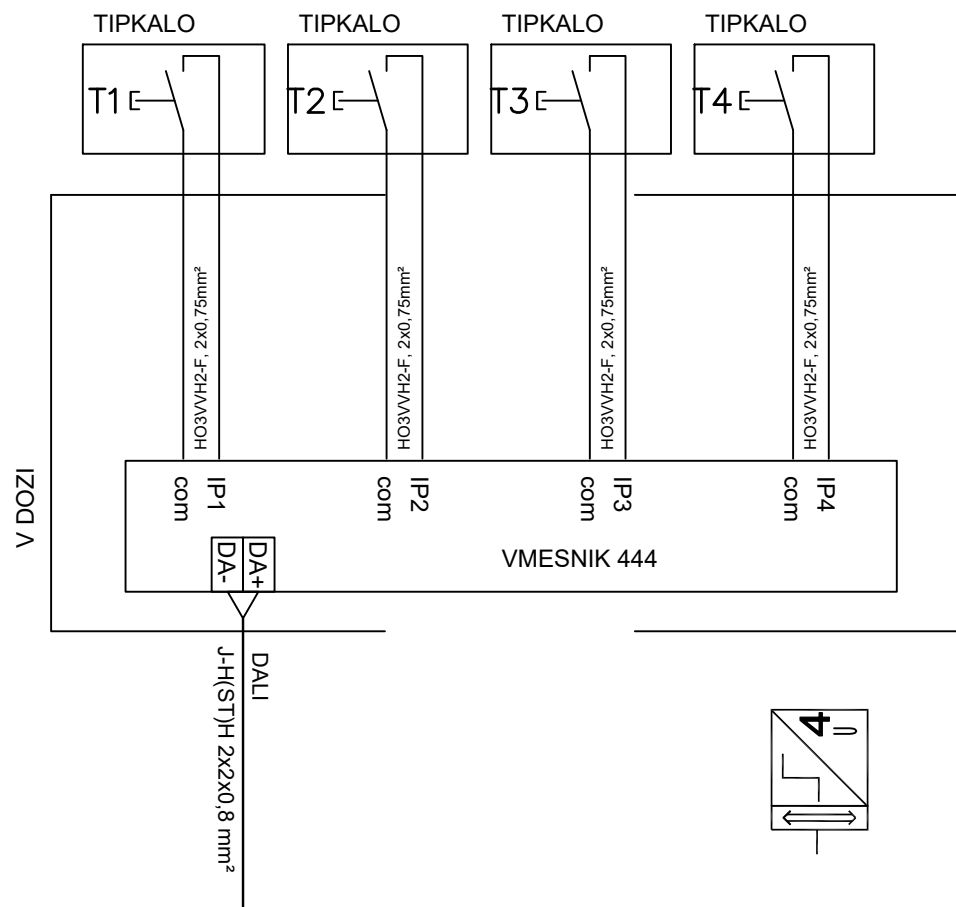 TIPKALO
TIPKALO
TIPKALO
TIPKALO
T1
T2
T3
T4
HO3VVH2-F, 2x0,75mm²
HO3VVH2-F, 2x0,75mm²
HO3VVH2-F, 2x0,75mm²
HO3VVH2-F, 2x0,75mm²
V DOZI
IP1
com
IP2
com
IP3
com
IP4
com
VMESNIK 444
DA+
DA-
DALI
J-H(ST)H 2x2x0,8 mm²
4
U